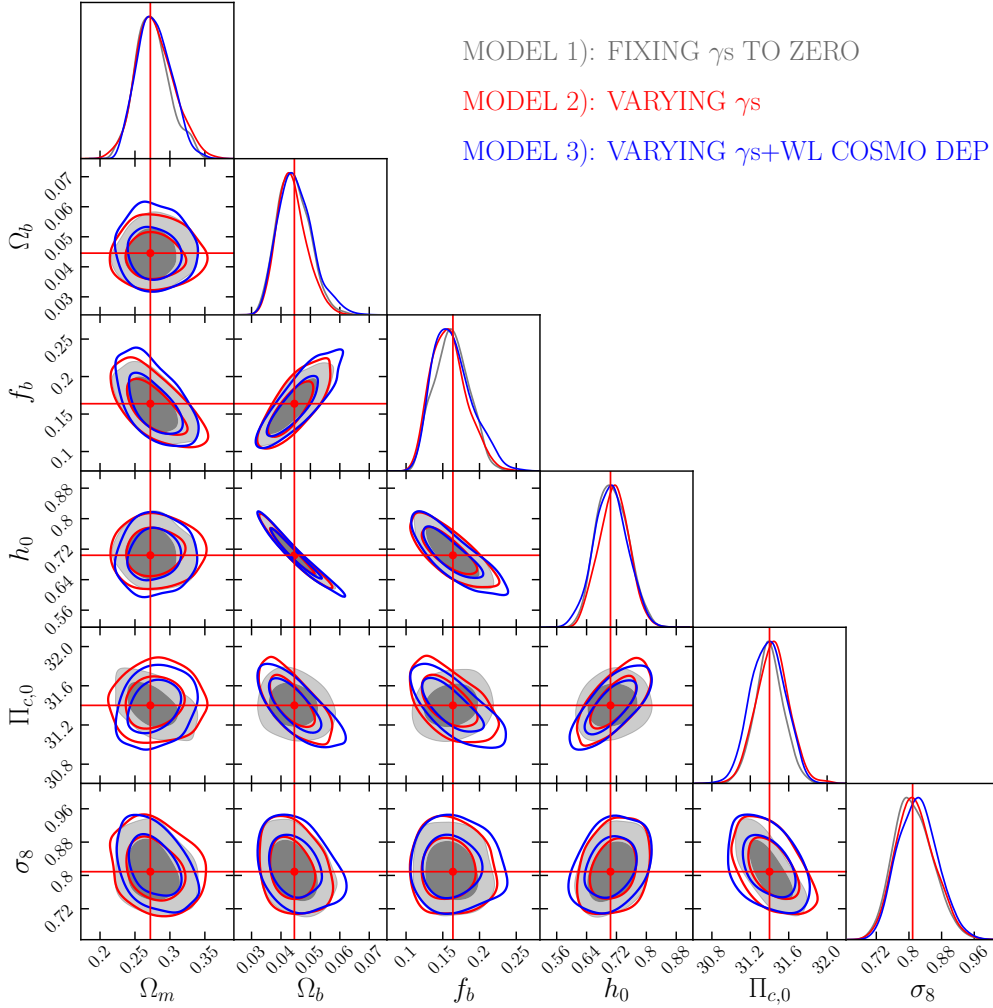 MODEL 1): FIXING γs TO ZERO
MODEL 2): VARYING γs
MODEL 3): VARYING γs+WL COSMO DEP
Ω_b
0.07
0.06
0.05
0.04
0.03
f_b
0.25
0.2
0.15
0.1
h_0
0.88
0.8
0.72
0.64
0.56
Π_{c,0}
32.0
31.6
31.2
30.8
σ_8
0.96
0.88
0.8
0.72
0.2 0.25 0.3 0.35 0.03 0.04 0.05 0.06 0.07 0.1 0.15 0.2 0.25 0.56 0.64 0.72 0.8 0.88 30.8 31.2 31.6 32.0 0.72 0.8 0.88 0.96
Ω_m Ω_b f_b h_0 Π_{c,0} σ_8